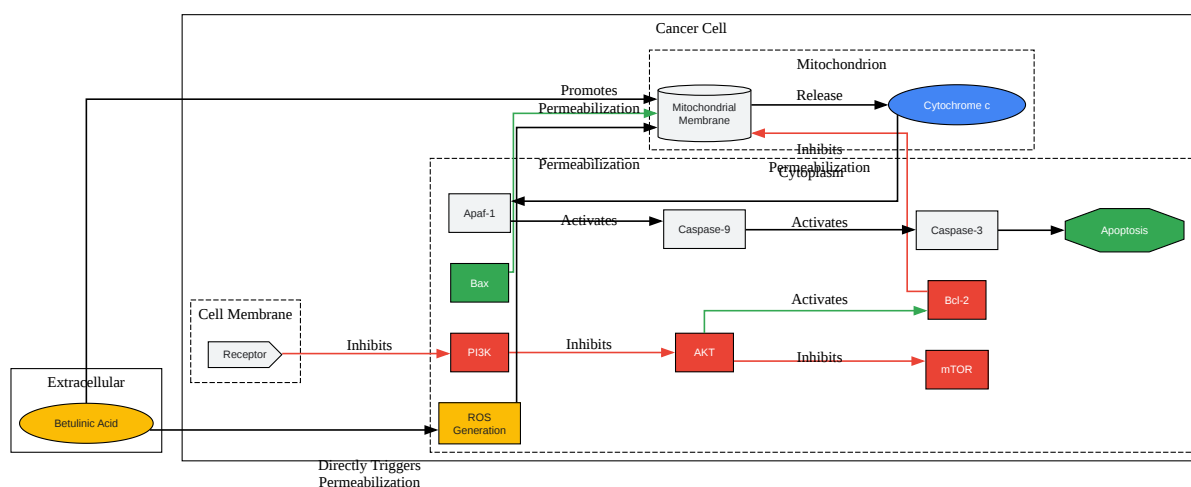 Cancer Cell
Mitochondrion
Promotes
Permeabilization
Mitochondrial
Membrane
Release
Cytochrome c
Inhibits
Permeabilization
Permeabilization
Cytoplasm
Apaf-1
Activates
Caspase-9
Activates
Caspase-3
Apoptosis
Bax
Bcl-2
Activates
Cell Membrane
Receptor
Inhibits
PI3K
Inhibits
AKT
Inhibits
mTOR
Extracellular
Betulinic Acid
ROS
Generation
Directly Triggers
Permeabilization